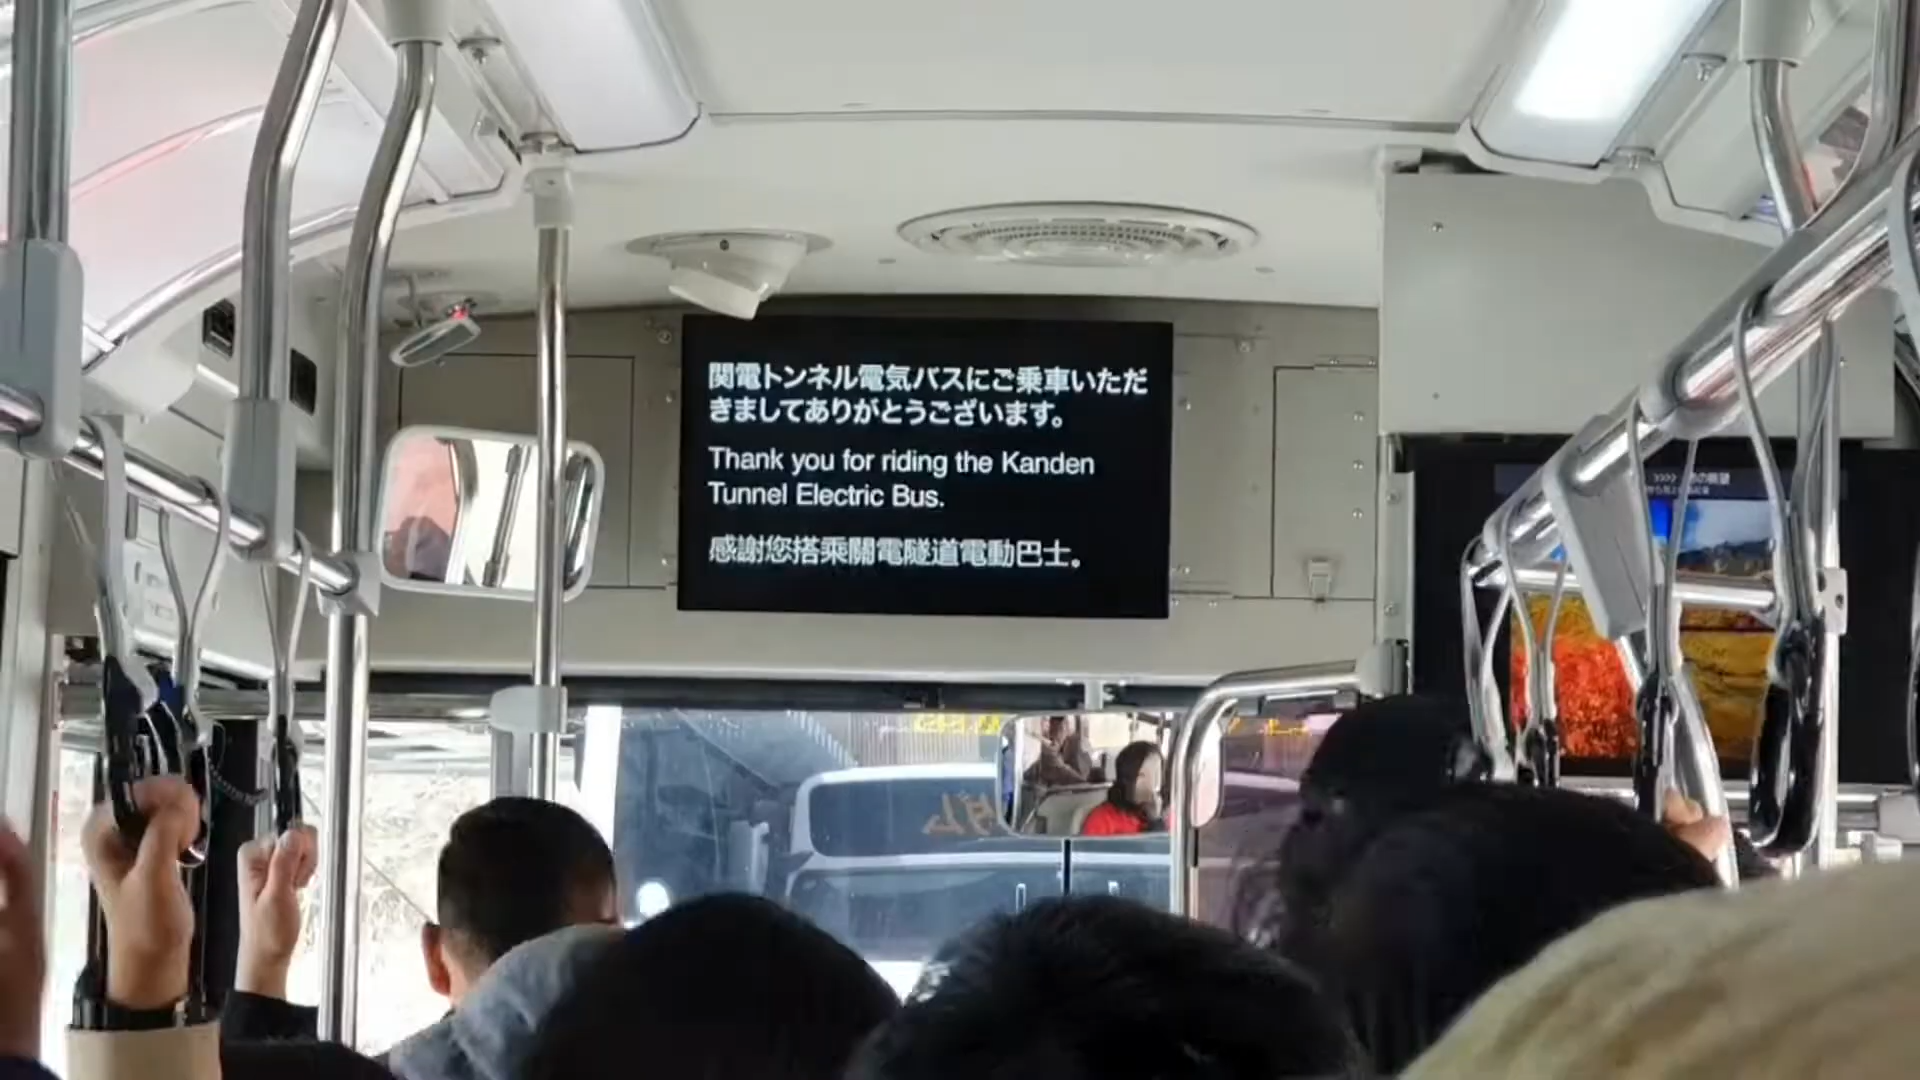 関電トンネル電気バスにご乗車いただ
きましてありがとうございます。
Thank you for riding the Kanden
Tunnel Electric Bus.
感謝您搭乘關電隧道電動巴士。